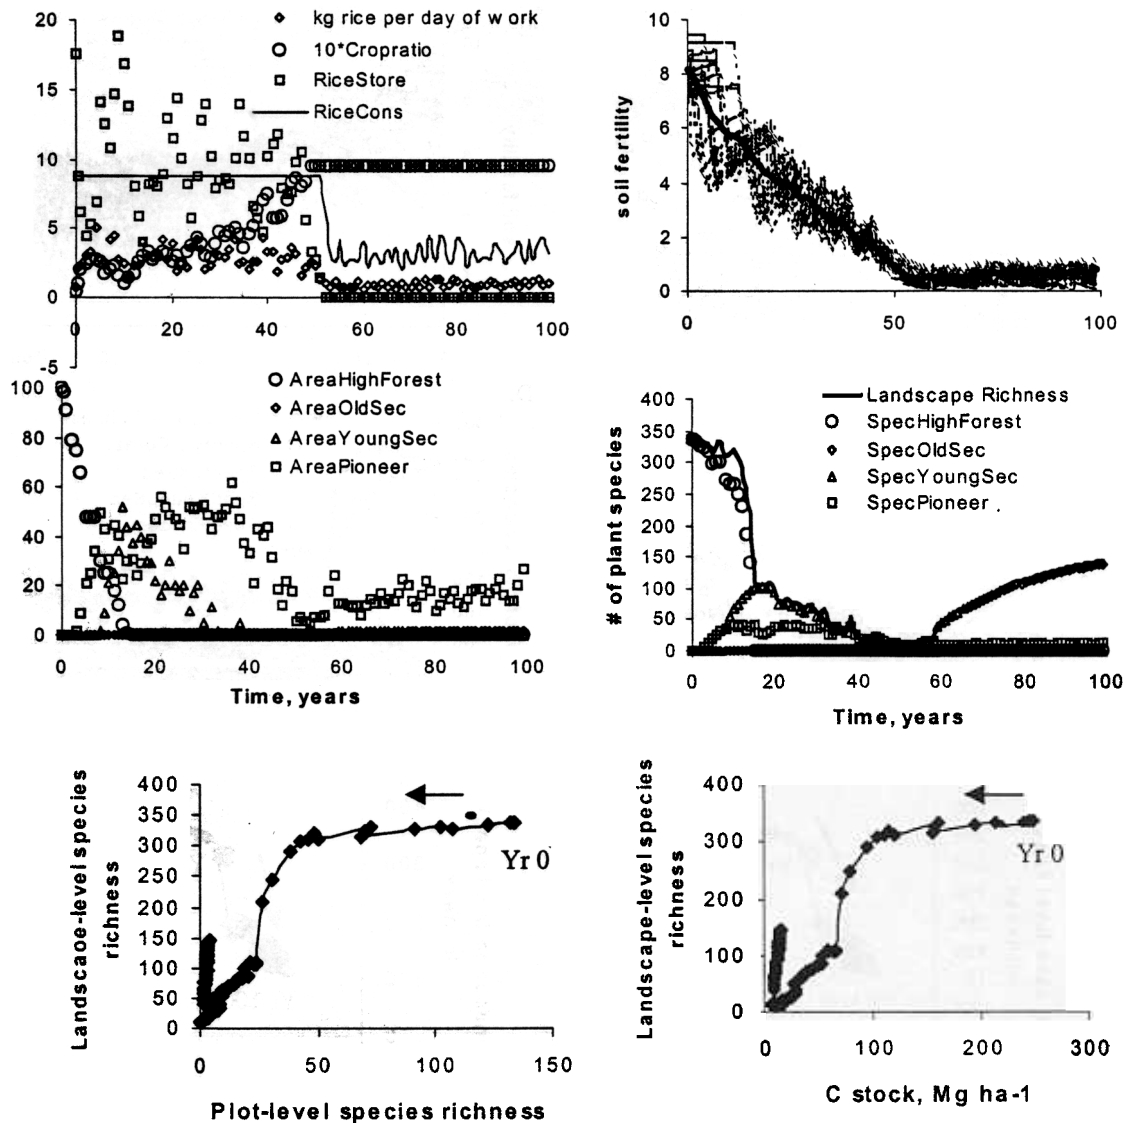 20
15
10
5
0
-5
0
20
40
60
80
100
kg rice per day of work
10*Cropratio
RiceStore
RiceCons
soil fertility
10
8
6
4
2
0
0
50
100
100
80
60
40
20
0
0
20
40
60
80
100
AreaHighForest
AreaOldSec
AreaYoungSec
AreaPioneer
Time, years
# of plant species
400
350
300
250
200
150
100
50
0
0
20
40
60
80
100
Landscape Richness
SpecHighForest
SpecOldSec
SpecYoungSec
SpecPioneer
Time, years
Landscaoe-level species
richness
400
350
300
250
200
150
100
50
0
0
50
100
150
Yr 0
Plot-level species richness
Landscape-level species
richness
400
300
200
100
0
0
100
200
300
Yr 0
C stock, Mg ha-1